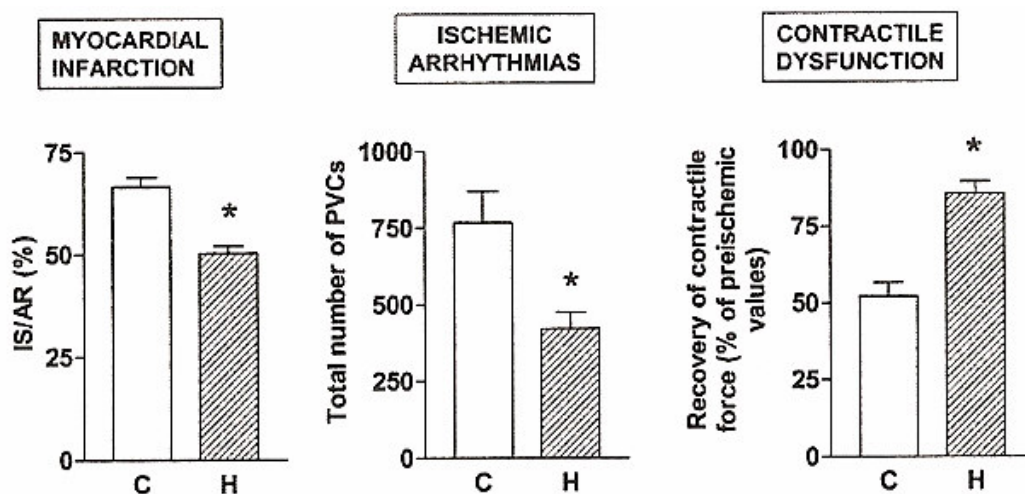 MYOCARDIAL
INFARCTION
ISCHEMIC
ARRHYTHMIAS
CONTRACTILE
DYSFUNCTION
IS/AR (%)
75
50
25
0
*
C H
Total number of PVCs
1000
750
500
250
0
*
C H
Recovery of contractile
force (% of preischemic
values)
100
75
50
25
0
*
C H